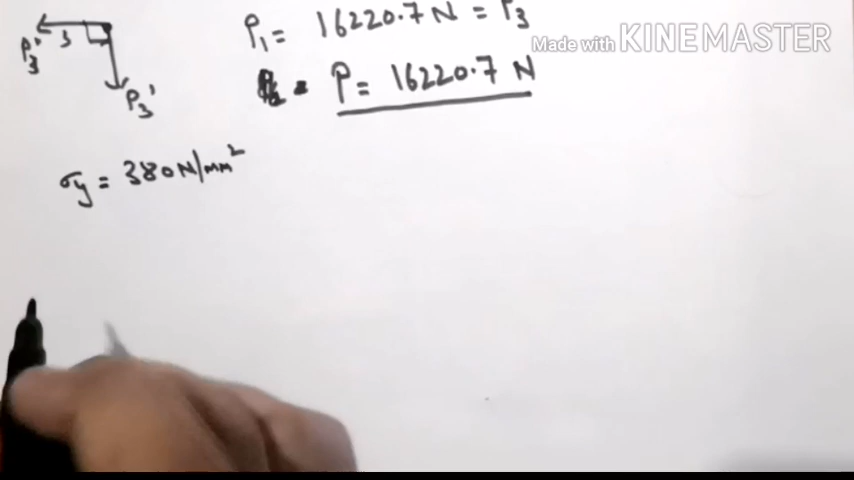 P₁ = 16220.7 N = P₃
Made with KINEMASTER
P₃' 3
P = 16220.7 N
P₃'
σy = 380 N/mm²